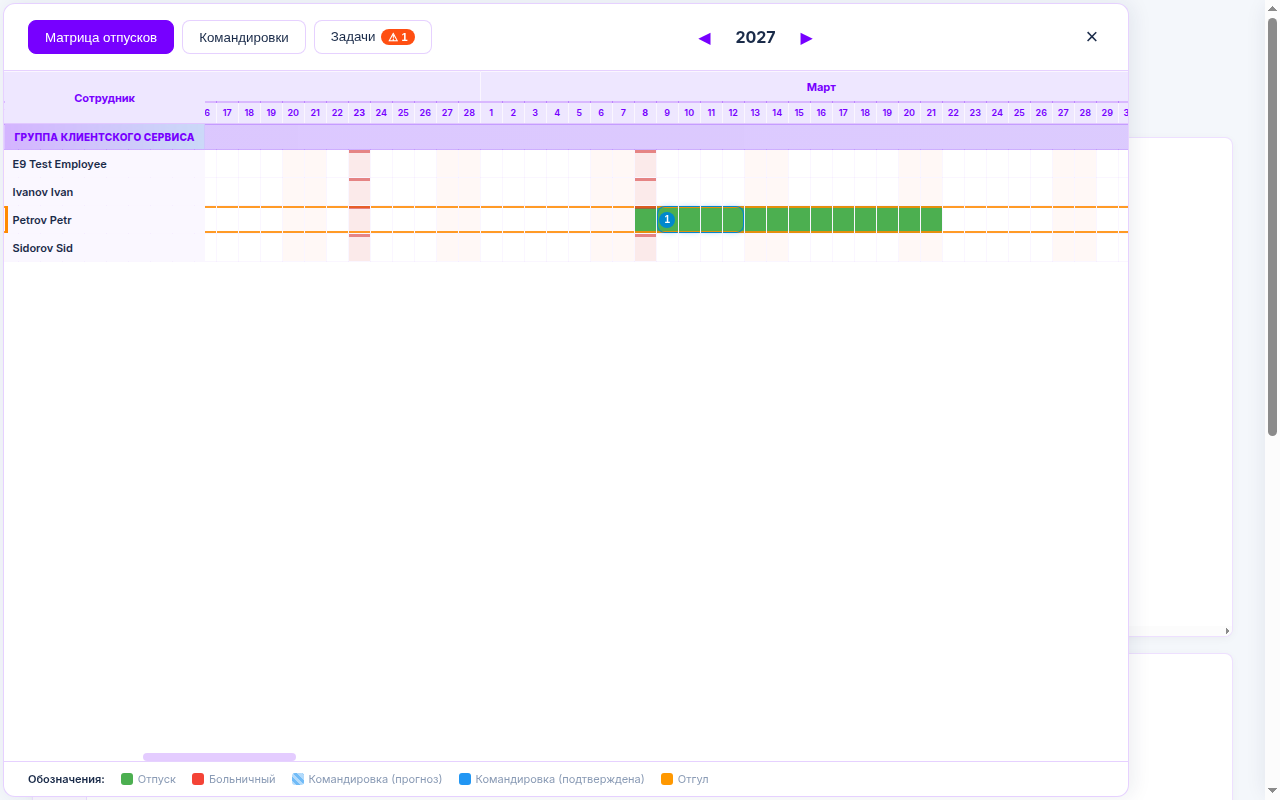 Матрица отпусков Командировки Задачи ⚠ 1 ◀ 2027 ▶ ×
Сотрудник Март
6 17 18 19 20 21 22 23 24 25 26 27 28 1 2 3 4 5 6 7 8 9 10 11 12 13 14 15 16 17 18 19 20 21 22 23 24 25 26 27 28 29 3
ГРУППА КЛИЕНТСКОГО СЕРВИСА
E9 Test Employee
Ivanov Ivan
Petrov Petr 1
Sidorov Sid
Обозначения: Отпуск Больничный Командировка (прогноз) Командировка (подтверждена) Отгул